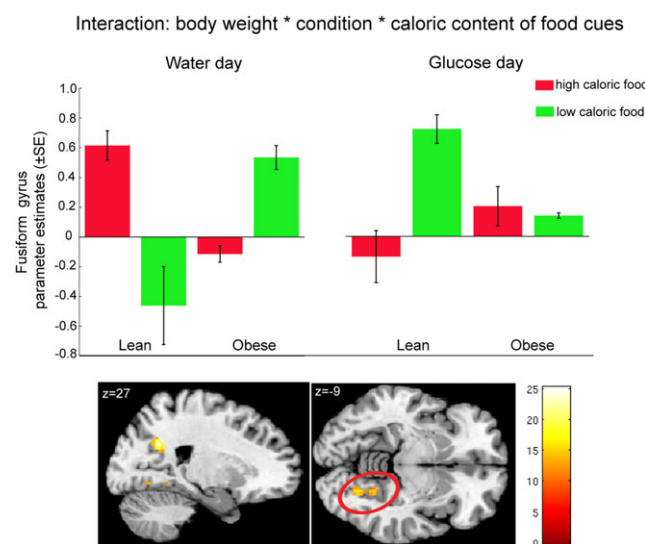 Interaction: body weight * condition * caloric content of food cues
Water day
Glucose day
high caloric food
low caloric food
Fusiform gyrus
parameter estimates (±SE)
1.0
0.8
0.6
0.4
0.2
0
-0.2
-0.4
-0.6
-0.8
Lean
Obese
Lean
Obese
z=27
z=-9
25
20
15
10
5
0